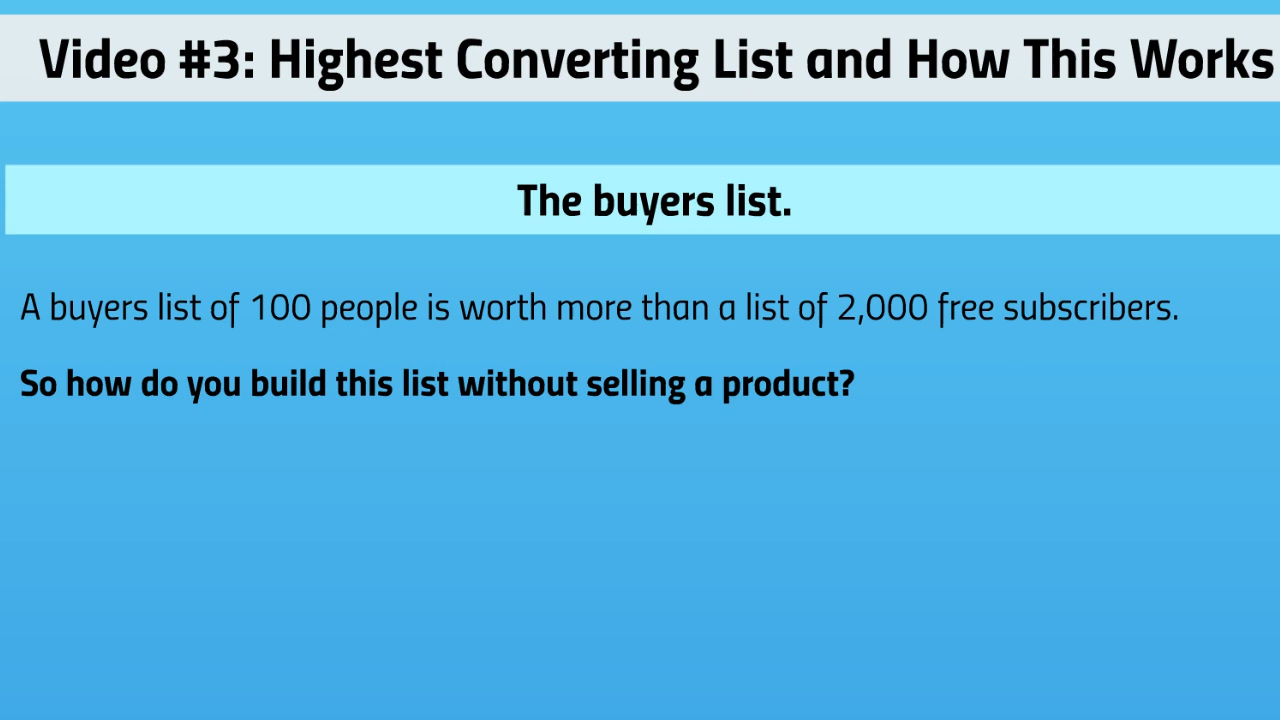 Video #3: Highest Converting List and How This Works
The buyers list.
A buyers list of 100 people is worth more than a list of 2,000 free subscribers.
So how do you build this list without selling a product?